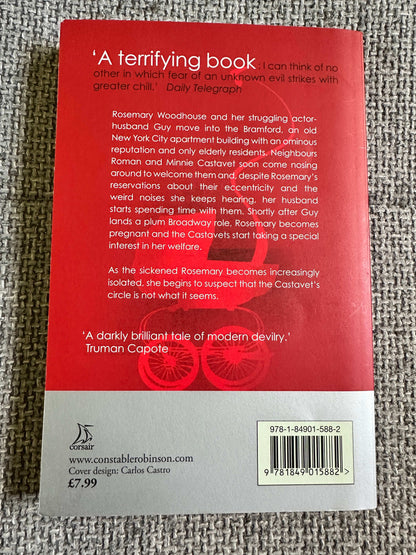 ‘A terrifying book : I can think of no
other in which fear of an unknown evil strikes with
greater chill.’ Daily Telegraph
Rosemary Woodhouse and her struggling actor-
husband Guy move into the Bramford, an old
New York City apartment building with an ominous
reputation and only elderly residents. Neighbours
Roman and Minnie Castavet soon come nosing
around to welcome them and, despite Rosemary’s
reservations about their eccentricity and the
weird noises she keeps hearing, her husband
starts spending time with them. Shortly after Guy
lands a plum Broadway role, Rosemary becomes
pregnant and the Castavets start taking a special
interest in her welfare.
As the sickened Rosemary becomes increasingly
isolated, she begins to suspect that the Castavet’s
circle is not what it seems.
‘A darkly brilliant tale of modern devilry.’
Truman Capote
corsair
www.constablerobinson.com
Cover design: Carlos Castro
£7.99
978-1-84901-588-2
9 781849 015882 >